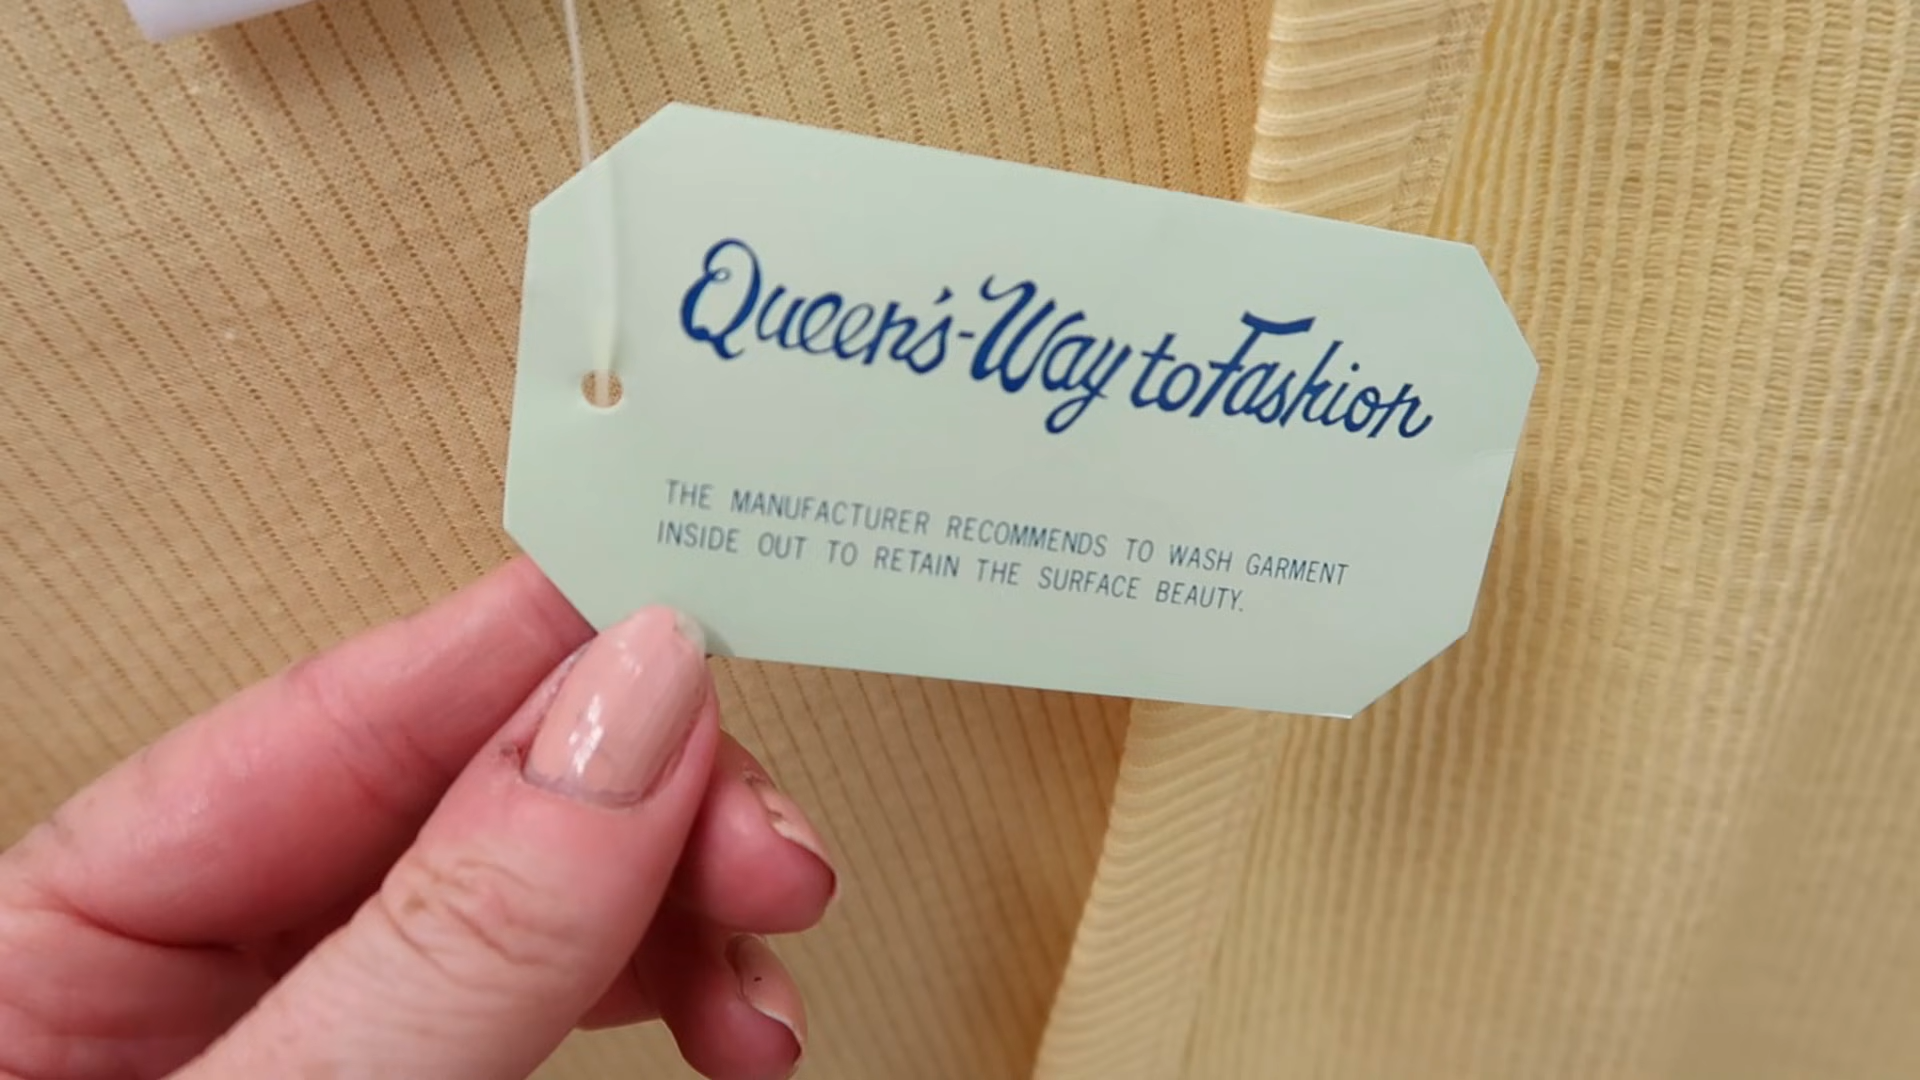 Queen's-Way to Fashion
THE MANUFACTURER RECOMMENDS TO WASH GARMENT
INSIDE OUT TO RETAIN THE SURFACE BEAUTY.